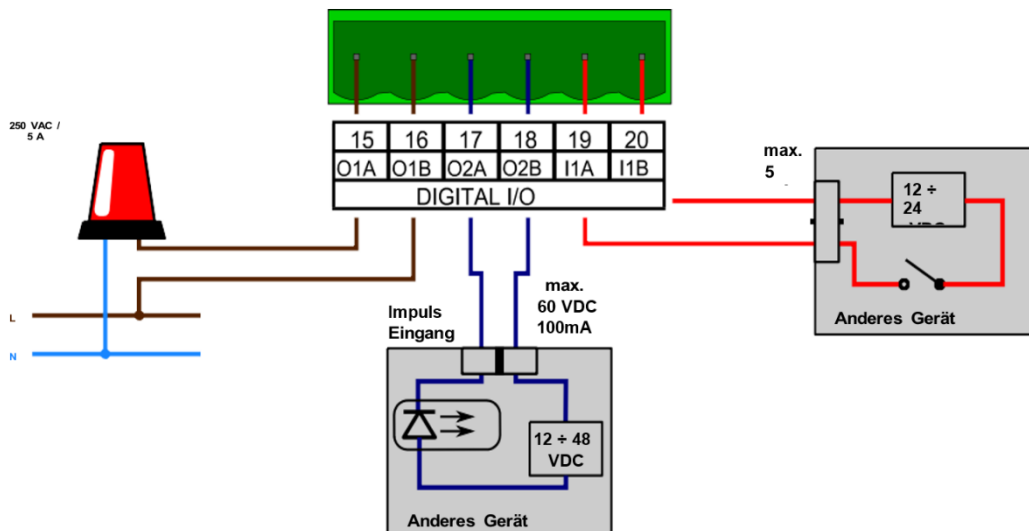 250 VAC /
5 A
15 16 17 18 19 20
O1A O1B O2A O2B I1A I1B
DIGITAL I/O
max.
5
12 ÷
24
Anderes Gerät
L
N
Impuls
Eingang
max.
60 VDC
100mA
12 ÷ 48
VDC
Anderes Gerät